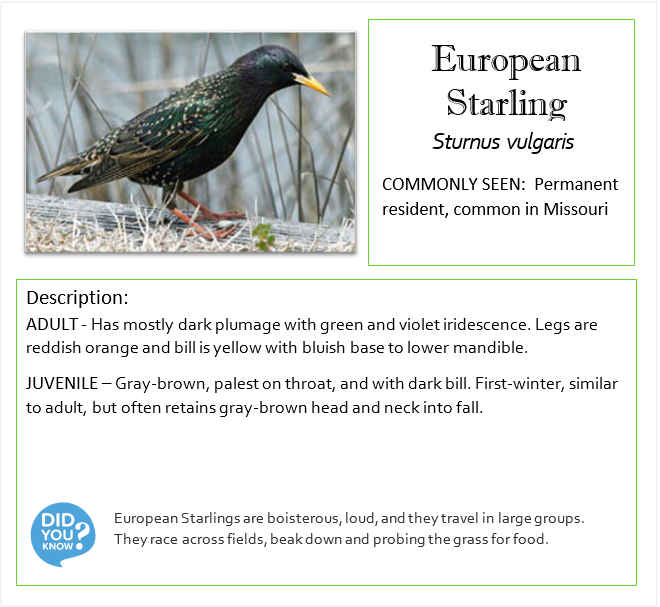 European
Starling
Sturnus vulgaris
COMMONLY SEEN: Permanent
resident, common in Missouri
Description:
ADULT - Has mostly dark plumage with green and violet iridescence. Legs are
reddish orange and bill is yellow with bluish base to lower mandible.
JUVENILE – Gray-brown, palest on throat, and with dark bill. First-winter, similar
to adult, but often retains gray-brown head and neck into fall.
DID
YOU
KNOW?
European Starlings are boisterous, loud, and they travel in large groups.
They race across fields, beak down and probing the grass for food.